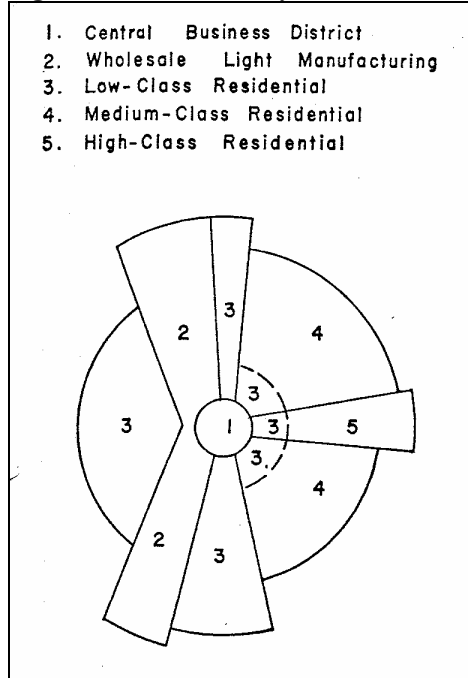 1. Central Business District
2. Wholesale Light Manufacturing
3. Low-Class Residential
4. Medium-Class Residential
5. High-Class Residential
3
2
4
3
3
1
3
5
3
4
2
3